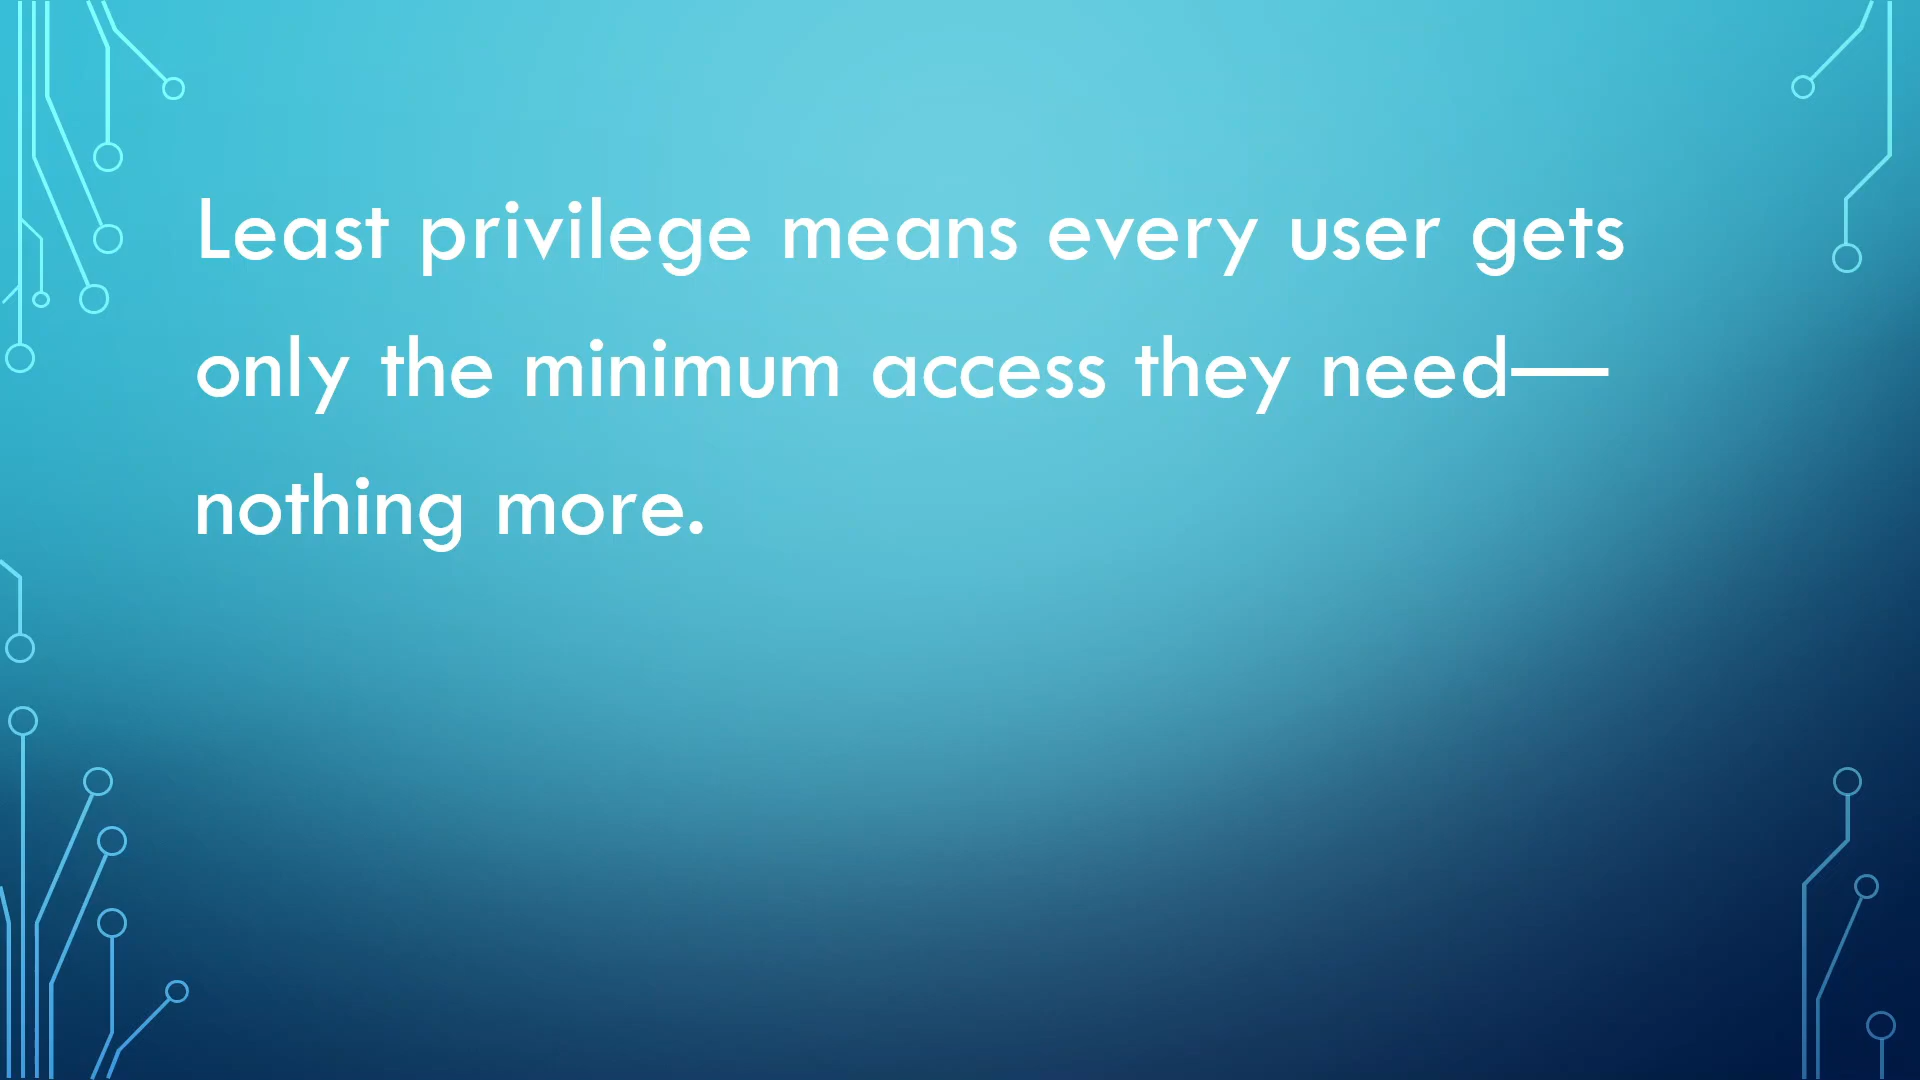 Least privilege means every user gets
only the minimum access they need—
nothing more.